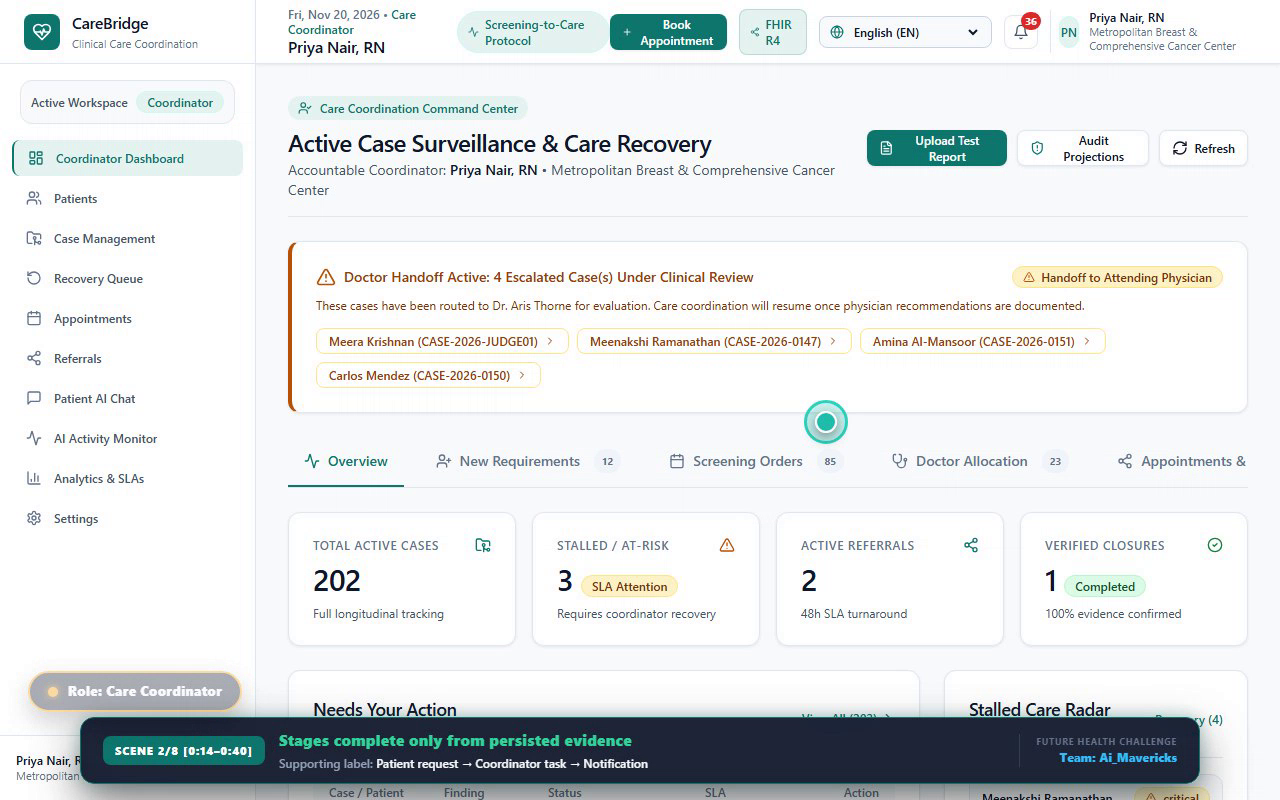 CareBridge
Clinical Care Coordination
Fri, Nov 20, 2026 • Care
Coordinator
Priya Nair, RN
Screening-to-Care
Protocol
Book
Appointment
FHIR
R4
English (EN)
36
PN
Priya Nair, RN
Metropolitan Breast &
Comprehensive Cancer Center
Active Workspace
Coordinator
Coordinator Dashboard
Patients
Case Management
Recovery Queue
Appointments
Referrals
Patient AI Chat
AI Activity Monitor
Analytics & SLAs
Settings
Care Coordination Command Center
Active Case Surveillance & Care Recovery
Accountable Coordinator: Priya Nair, RN • Metropolitan Breast & Comprehensive Cancer
Center
Upload Test
Report
Audit
Projections
Refresh
Doctor Handoff Active: 4 Escalated Case(s) Under Clinical Review
Handoff to Attending Physician
These cases have been routed to Dr. Aris Thorne for evaluation. Care coordination will resume once physician recommendations are documented.
Meera Krishnan (CASE-2026-JUDGE01)
Meenakshi Ramanathan (CASE-2026-0147)
Amina Al-Mansoor (CASE-2026-0151)
Carlos Mendez (CASE-2026-0150)
Overview
New Requirements 12
Screening Orders 85
Doctor Allocation 23
Appointments &
TOTAL ACTIVE CASES
202
Full longitudinal tracking
STALLED / AT-RISK
3 SLA Attention
Requires coordinator recovery
ACTIVE REFERRALS
2
48h SLA turnaround
VERIFIED CLOSURES
1 Completed
100% evidence confirmed
Role: Care Coordinator
Needs Your Action
Stalled Care Radar
(4)
Priya Nair,
Metropolitan
SCENE 2/8 [0:14–0:40]
Stages complete only from persisted evidence
Supporting label: Patient request → Coordinator task → Notification
FUTURE HEALTH CHALLENGE
Team: Ai_Mavericks
Case / Patient
Finding
Status
SLA
Action
Meenakshi Ramanathan
critical